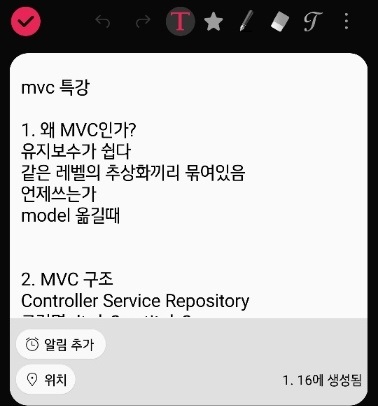 mvc 특강
1. 왜 MVC인가?
유지보수가 쉽다
같은 레벨의 추상화끼리 묶여있음
언제쓰는가
model 옮길때
2. MVC 구조
Controller Service Repository
알림 추가
위치
1. 16에 생성됨